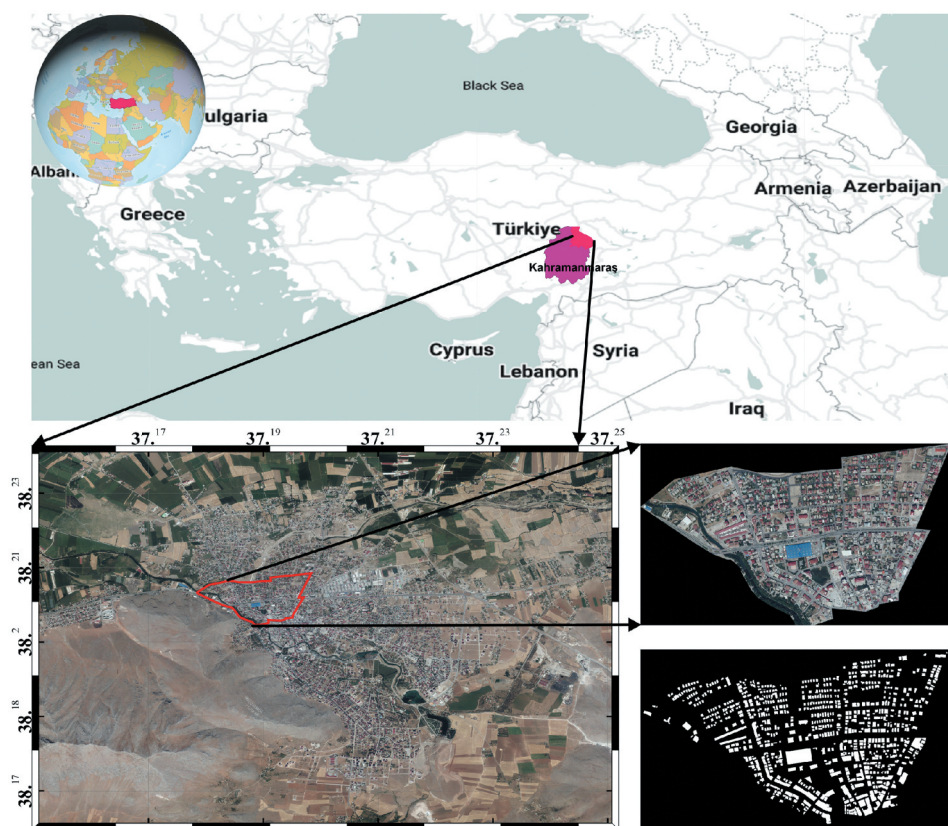 Black Sea
ulgaria
Georgia
Alban
Armenia
Azerbaijan
Greece
Türkiye
Kahramanmaraş
Cyprus
Syria
ean Sea
Lebanon
Iraq
37.17
37.19
37.21
37.23
37.25
38.23
38.21
38.2
38.18
38.17